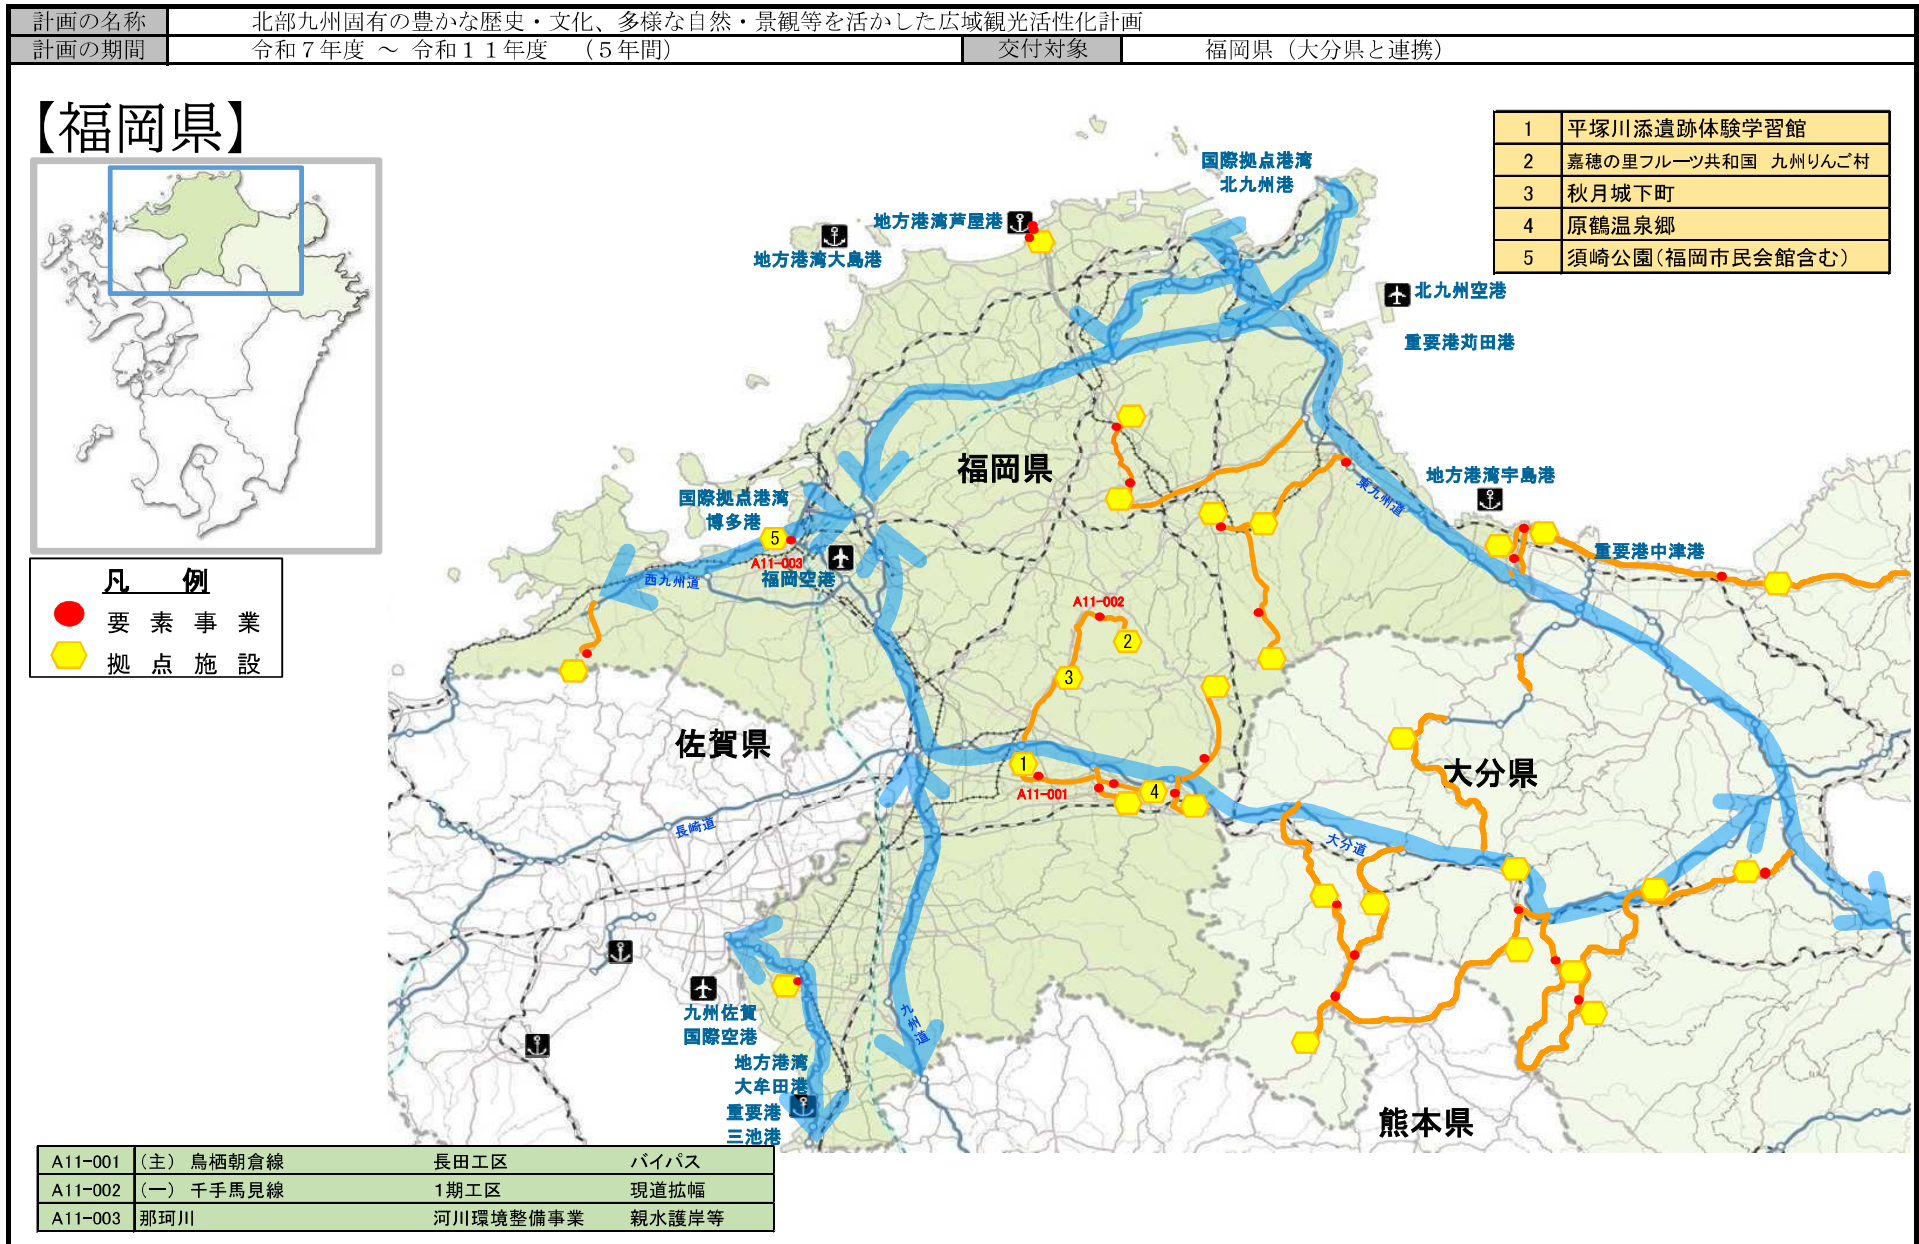 計画の名称 北部九州固有の豊かな歴史・文化、多様な自然・景観等を活かした広域観光活性化計画
計画の期間 令和７年度 ～ 令和１１年度 （５年間） 交付対象 福岡県（大分県と連携）
【福岡県】
1 平塚川添遺跡体験学習館
2 嘉穂の里フルーツ共和国 九州りんご村
3 秋月城下町
4 原鶴温泉郷
5 須崎公園（福岡市民会館含む）
国際拠点港湾
北九州港
地方港湾芦屋港
地方港湾大島港
北九州空港
重要港苅田港
福岡県
地方港湾宇島港
東九州道
国際拠点港湾
博多港
5
A11-003
福岡空港
西九州道
重要港中津港
凡 例
要 素 事 業
拠 点 施 設
A11-002
2
3
佐賀県
1
A11-001
4
大分県
長崎道
大分道
九州佐賀
国際空港
九州道
地方港湾
大牟田港
重要港
三池港
熊本県
A11-001 （主） 鳥栖朝倉線 長田工区 バイパス
A11-002 （一） 千手馬見線 1期工区 現道拡幅
A11-003 那珂川 河川環境整備事業 親水護岸等